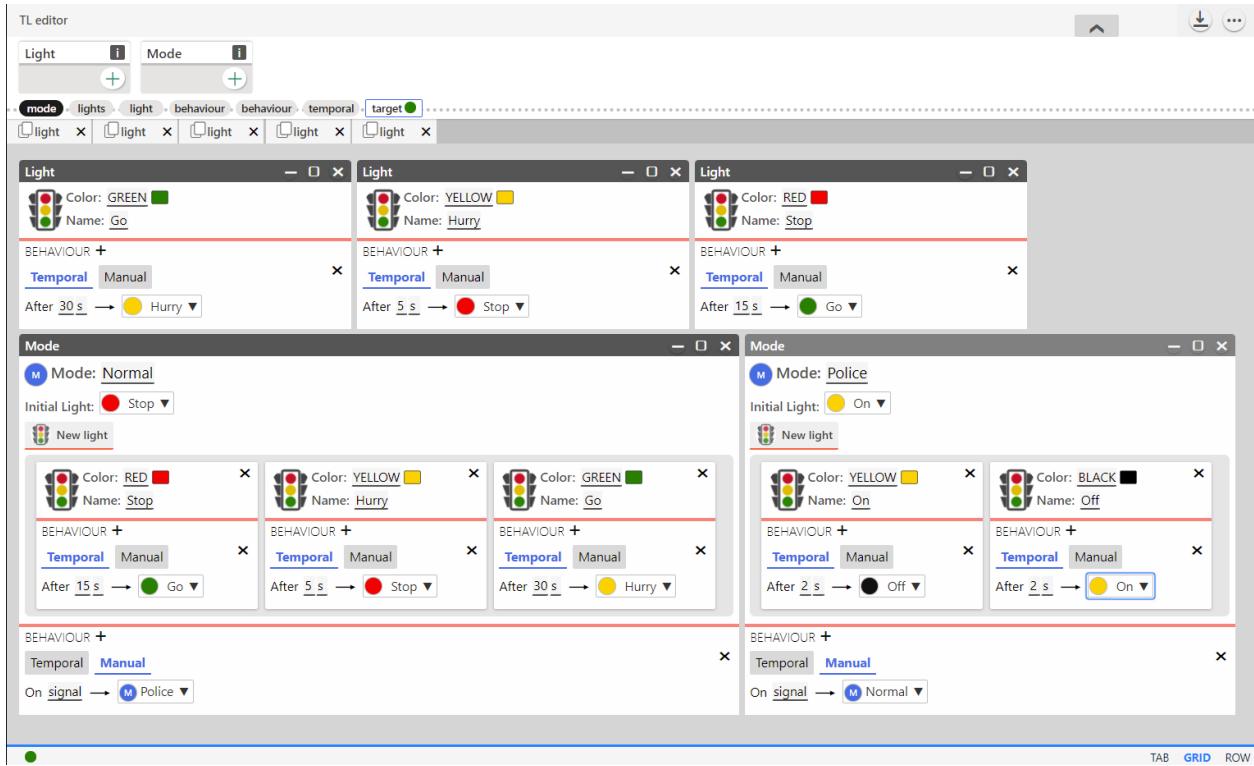 TL editor
Light i Mode i
mode lights light behaviour behaviour temporal target
light × light × light × light × light ×
Light Light Light
Color: GREEN Color: YELLOW Color: RED
Name: Go Name: Hurry Name: Stop
BEHAVIOUR + BEHAVIOUR + BEHAVIOUR +
Temporal Manual Temporal Manual Temporal Manual
After 30 s → Hurry ▼ After 5 s → Stop ▼ After 15 s → Go ▼
Mode Mode
M Mode: Normal M Mode: Police
Initial Light: Stop ▼ Initial Light: On ▼
New light New light
Color: RED Color: YELLOW Color: GREEN Color: YELLOW Color: BLACK
Name: Stop Name: Hurry Name: Go Name: On Name: Off
BEHAVIOUR + BEHAVIOUR + BEHAVIOUR + BEHAVIOUR + BEHAVIOUR +
Temporal Manual Temporal Manual Temporal Manual Temporal Manual Temporal Manual
After 15 s → Go ▼ After 5 s → Stop ▼ After 30 s → Hurry ▼ After 2 s → Off ▼ After 2 s → On ▼
BEHAVIOUR + BEHAVIOUR +
Temporal Manual Temporal Manual
On signal → M Police ▼ On signal → M Normal ▼
TAB GRID ROW